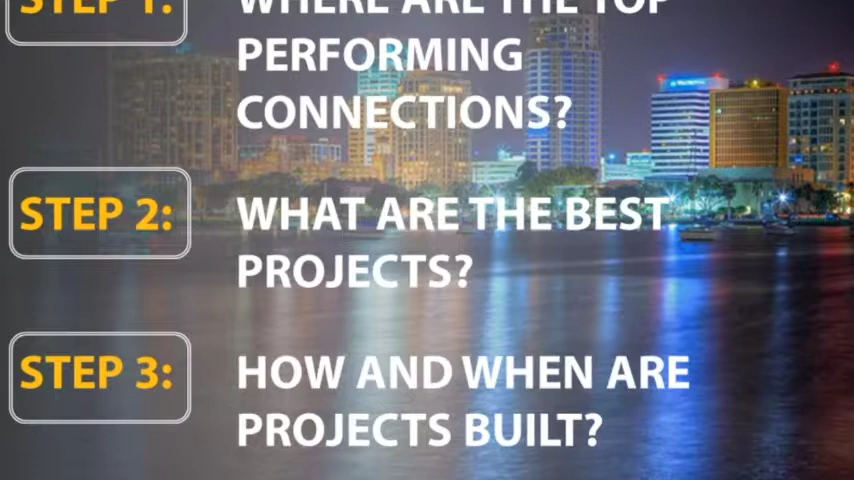 STEP 1:
WHERE ARE THE TOP
PERFORMING
CONNECTIONS?
STEP 2:
WHAT ARE THE BEST
PROJECTS?
STEP 3:
HOW AND WHEN ARE
PROJECTS BUILT?